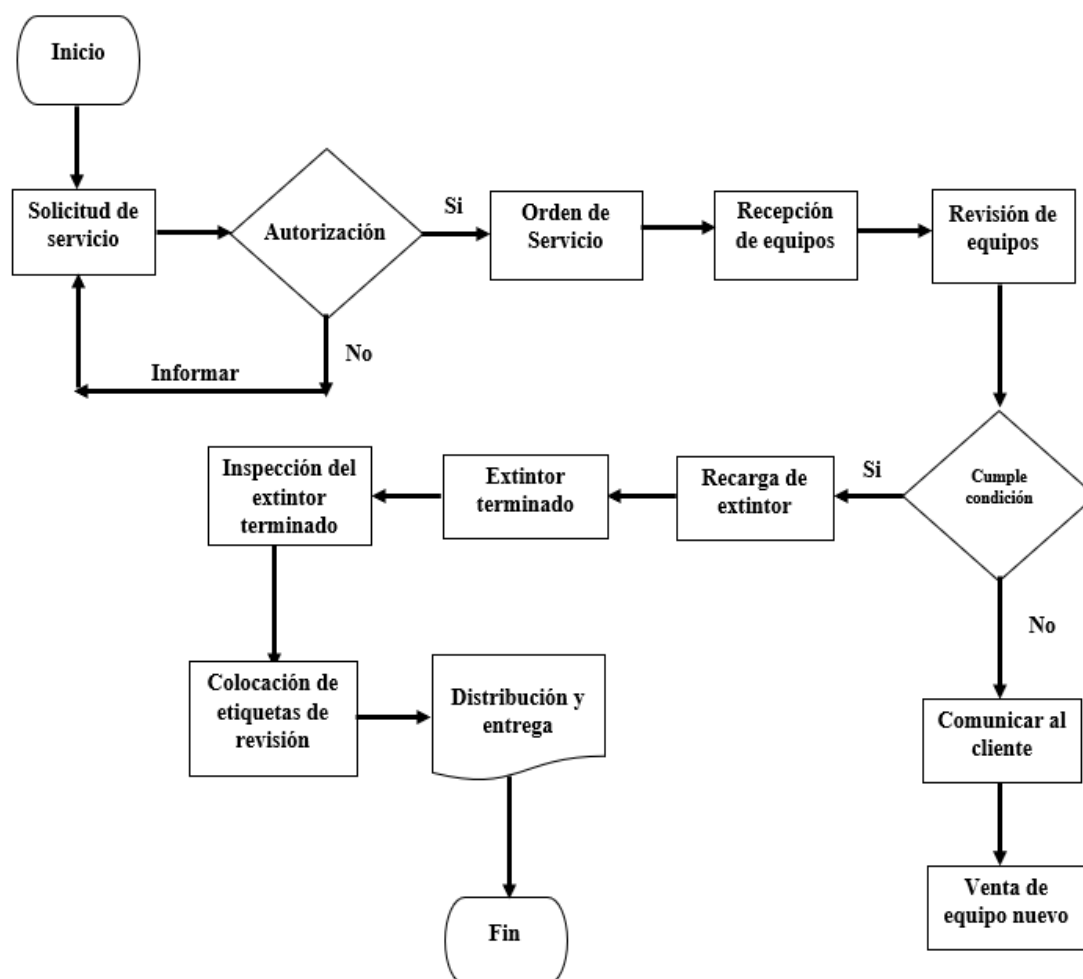 Inicio
Solicitud de
servicio
Autorización
Si
Orden de
Servicio
Recepción
de equipos
Revisión de
equipos
No
Informar
Cumple
condición
Si
Recarga de
extintor
Extintor
terminado
Inspección del
extintor
terminado
No
Colocación de
etiquetas de
revisión
Distribución y
entrega
Comunicar al
cliente
Venta de
equipo nuevo
Fin